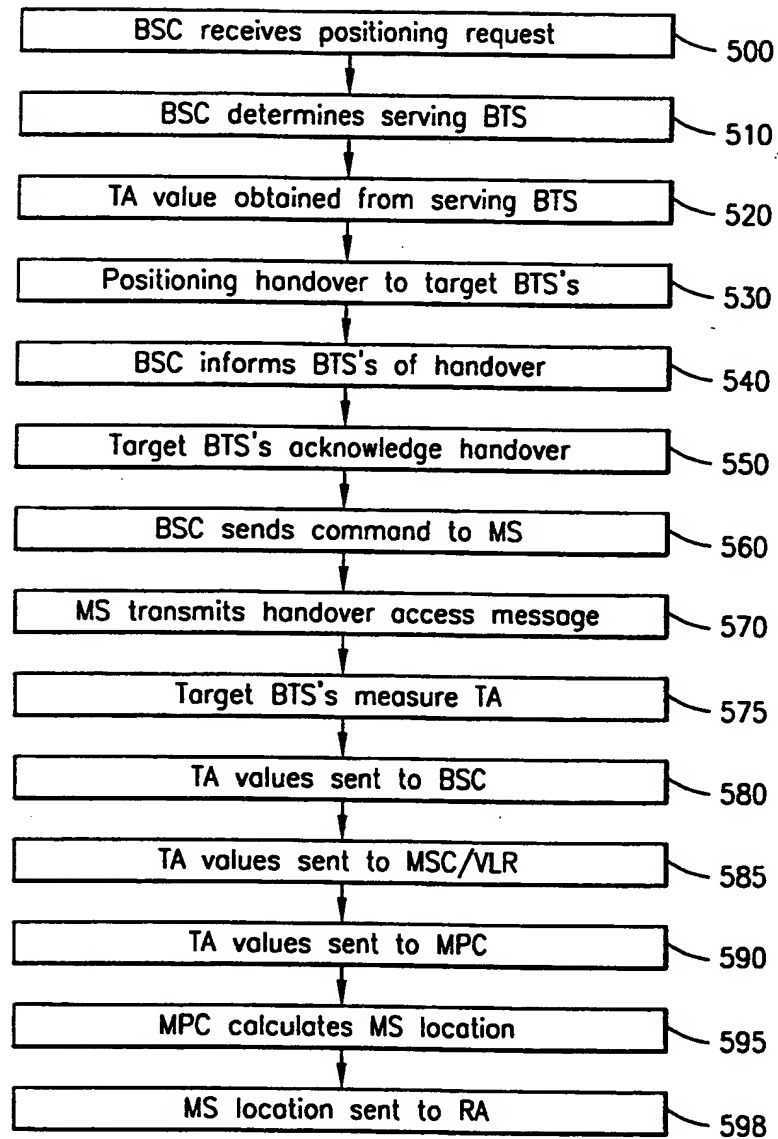 BSC receives positioning request 500
BSC determines serving BTS 510
TA value obtained from serving BTS 520
Positioning handover to target BTS's 530
BSC informs BTS's of handover 540
Target BTS's acknowledge handover 550
BSC sends command to MS 560
MS transmits handover access message 570
Target BTS's measure TA 575
TA values sent to BSC 580
TA values sent to MSC/VLR 585
TA values sent to MPC 590
MPC calculates MS location 595
MS location sent to RA 598